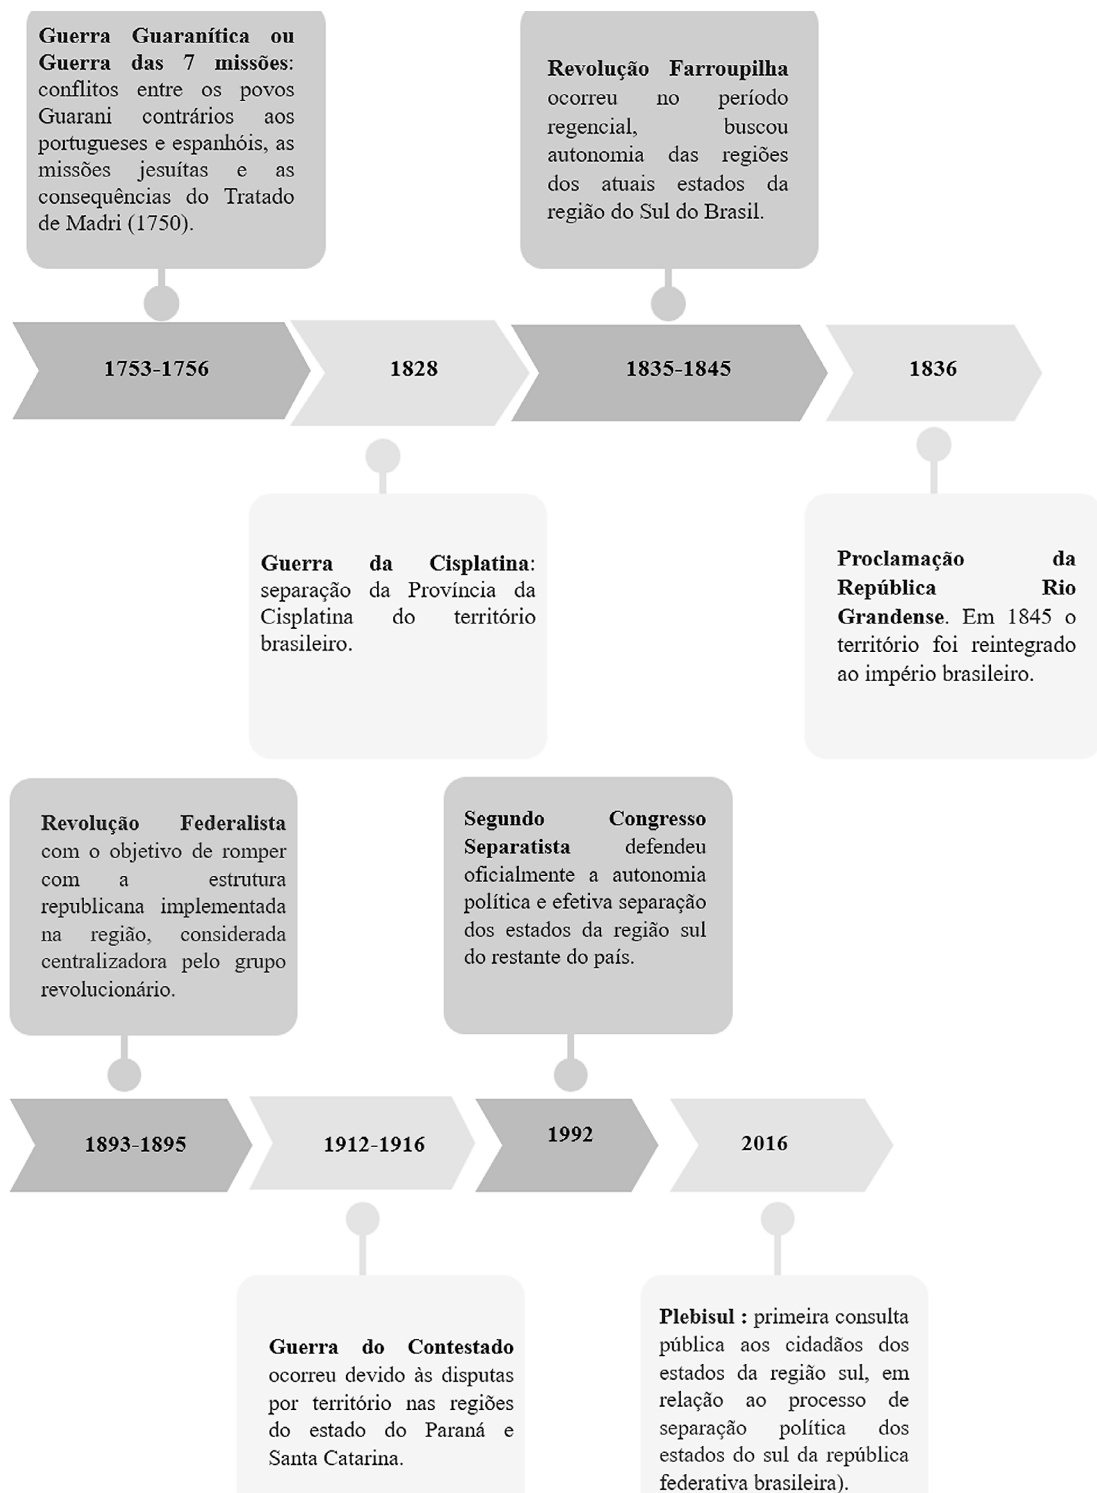 Guerra Guaranítica ou
Guerra das 7 missões:
conflitos entre os povos
Guarani contrários aos
portugueses e espanhóis, as
missões jesuítas e as
consequências do Tratado
de Madri (1750).
Revolução Farroupilha
ocorreu no período
regencial, buscou
autonomia das regiões
dos atuais estados da
região do Sul do Brasil.
1753-1756
1828
1835-1845
1836
Guerra da Cisplatina:
separação da Província da
Cisplatina do território
brasileiro.
Proclamação da
República Rio
Grandense. Em 1845 o
território foi reintegrado
ao império brasileiro.
Revolução Federalista
com o objetivo de romper
com a estrutura
republicana implementada
na região, considerada
centralizadora pelo grupo
revolucionário.
Segundo Congresso
Separatista defendeu
oficialmente a autonomia
política e efetiva separação
dos estados da região sul
do restante do país.
1893-1895
1912-1916
1992
2016
Guerra do Contestado
ocorreu devido às disputas
por território nas regiões
do estado do Paraná e
Santa Catarina.
Plebisul : primeira consulta
pública aos cidadãos dos
estados da região sul, em
relação ao processo de
separação política dos
estados do sul da república
federativa brasileira).